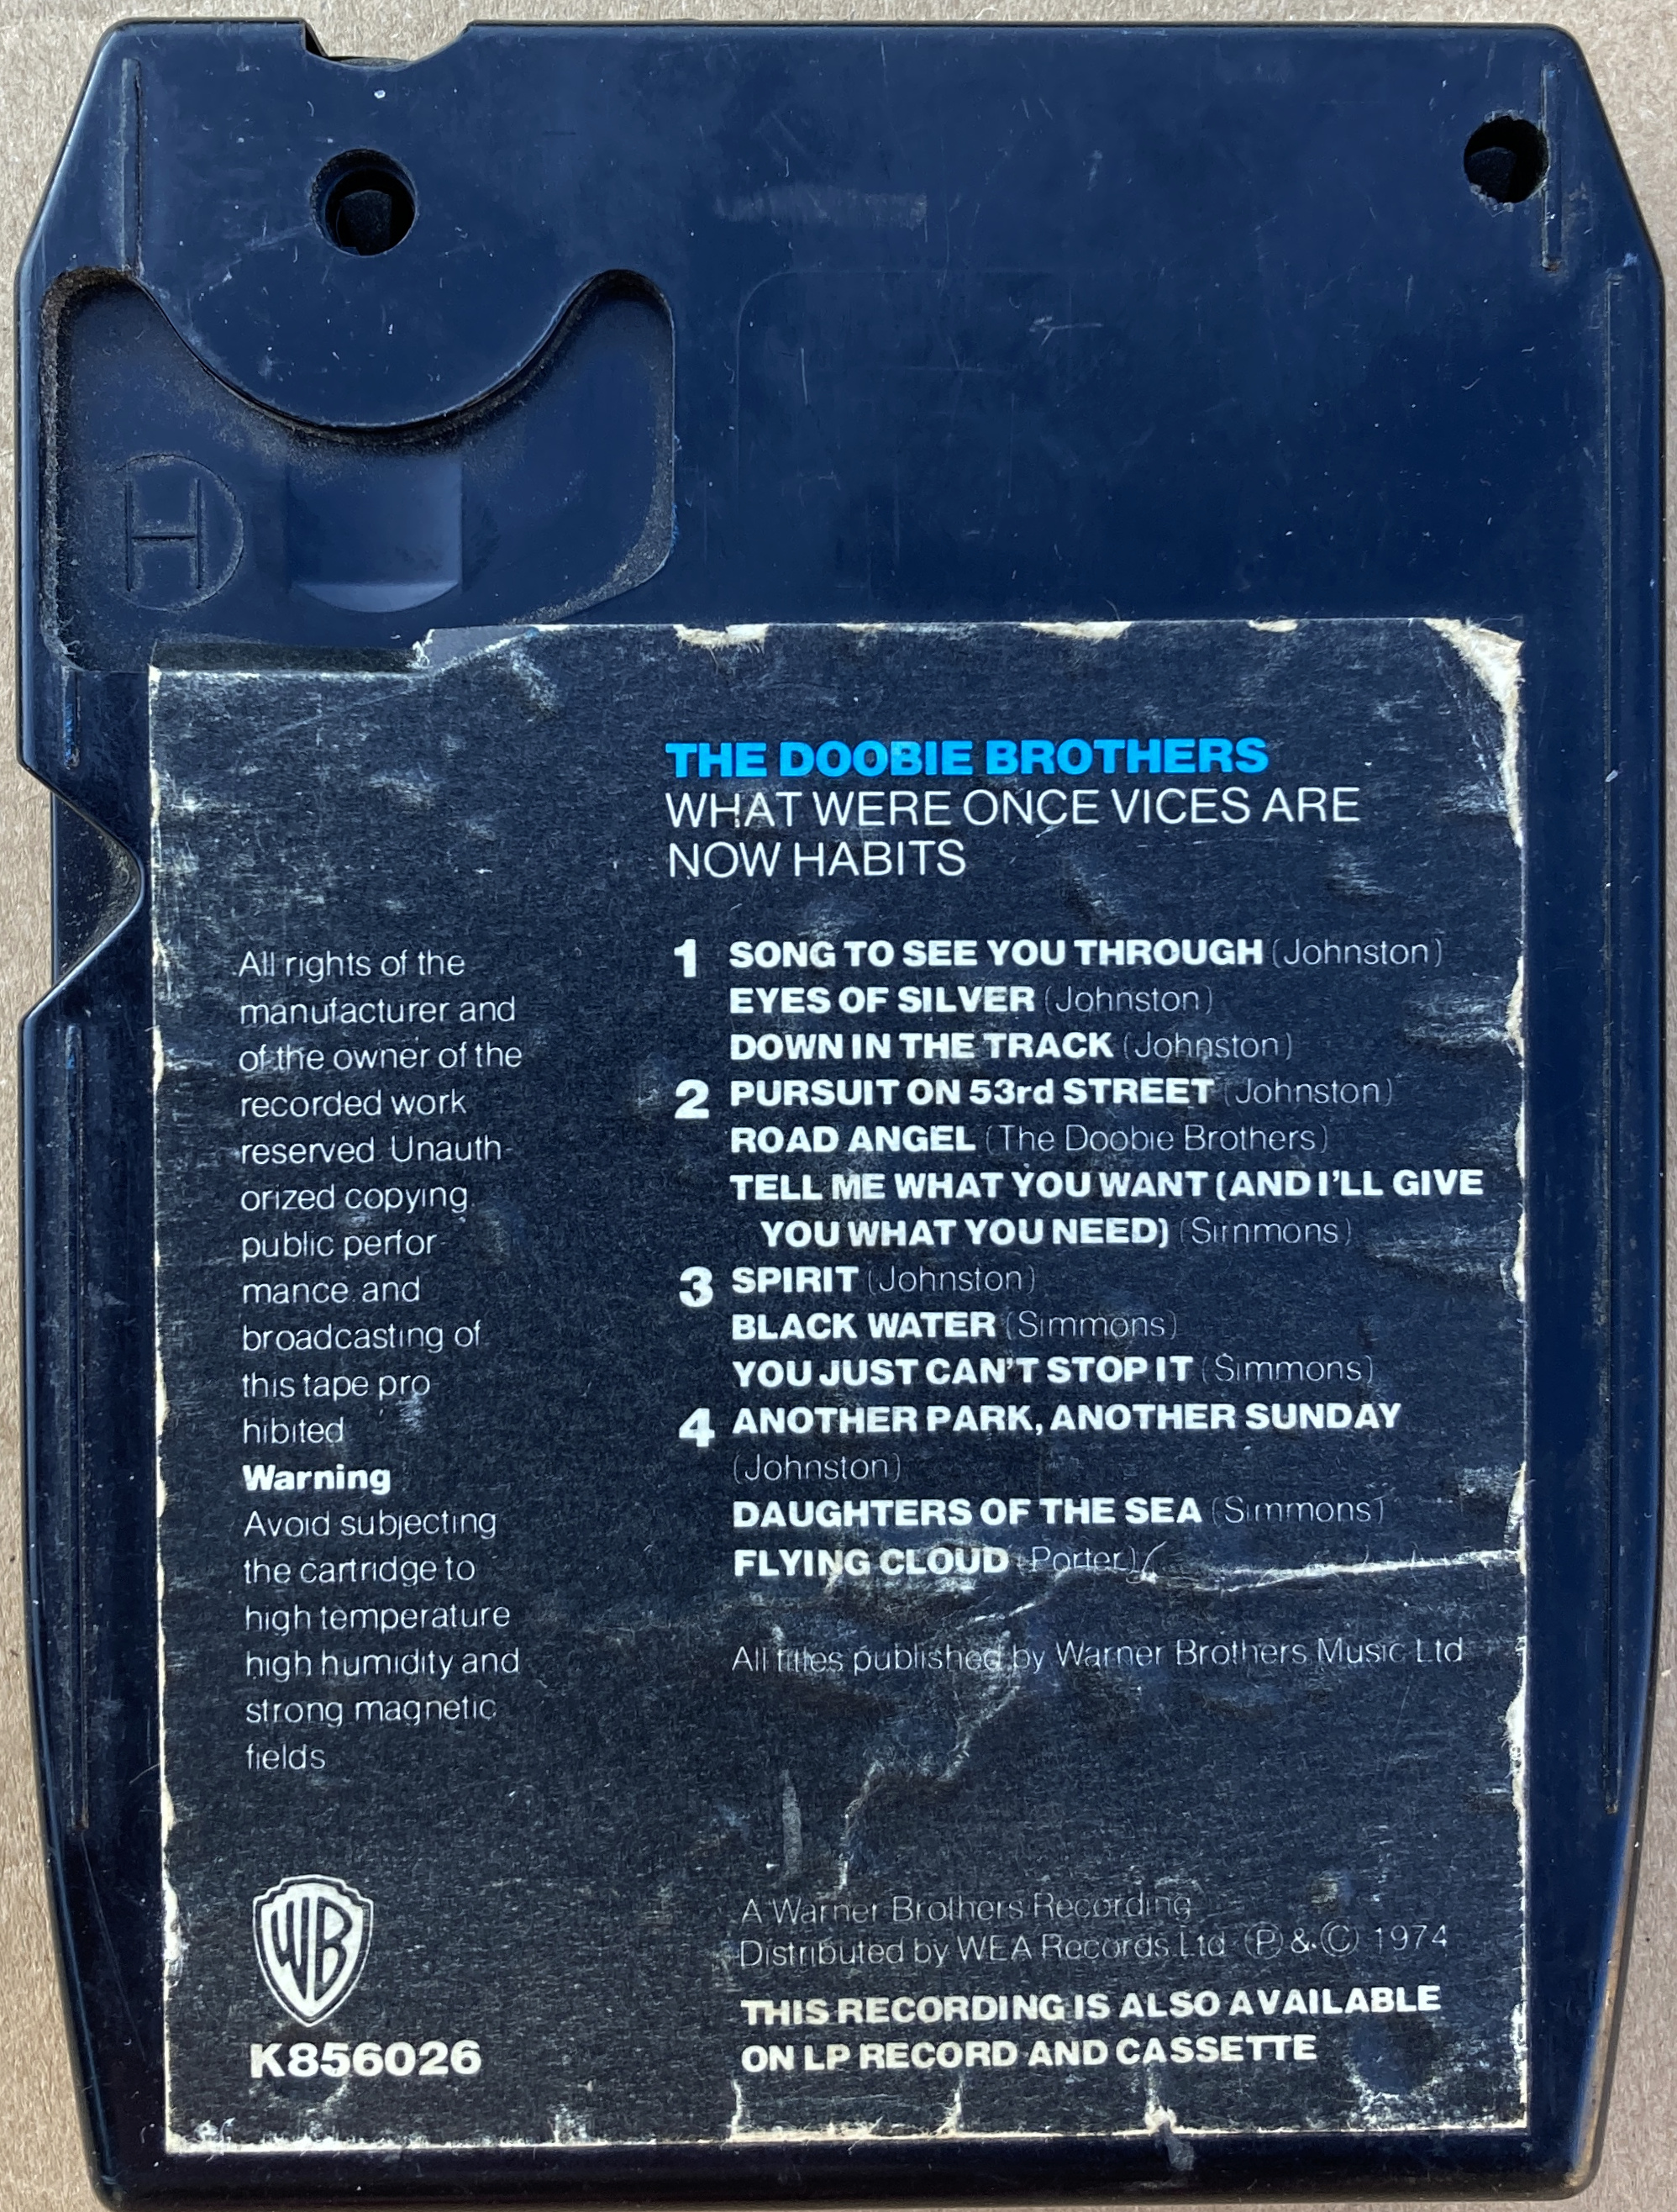 H
THE DOOBIE BROTHERS
WHAT WERE ONCE VICES ARE
NOW HABITS
1 SONG TO SEE YOU THROUGH (Johnston)
EYES OF SILVER (Johnston)
DOWN IN THE TRACK (Johnston)
2 PURSUIT ON 53rd STREET (Johnston)
ROAD ANGEL (The Doobie Brothers)
TELL ME WHAT YOU WANT (AND I'LL GIVE
YOU WHAT YOU NEED) (Simmons)
3 SPIRIT (Johnston)
BLACK WATER (Simmons)
YOU JUST CAN'T STOP IT (Simmons)
4 ANOTHER PARK, ANOTHER SUNDAY
(Johnston)
DAUGHTERS OF THE SEA (Simmons)
FLYING CLOUD (Porter)
All titles published by Warner Brothers Music Ltd
All rights of the
manufacturer and
of the owner of the
recorded work
reserved. Unauth-
orized copying
public perfor
mance and
broadcasting of
this tape pro
hibited
Warning
Avoid subjecting
the cartridge to
high temperature
high humidity and
strong magnetic
fields
WB
K856026
A Warner Brothers Recording
Distributed by WEA Records Ltd Ⓟ & Ⓒ 1974
THIS RECORDING IS ALSO AVAILABLE
ON LP RECORD AND CASSETTE